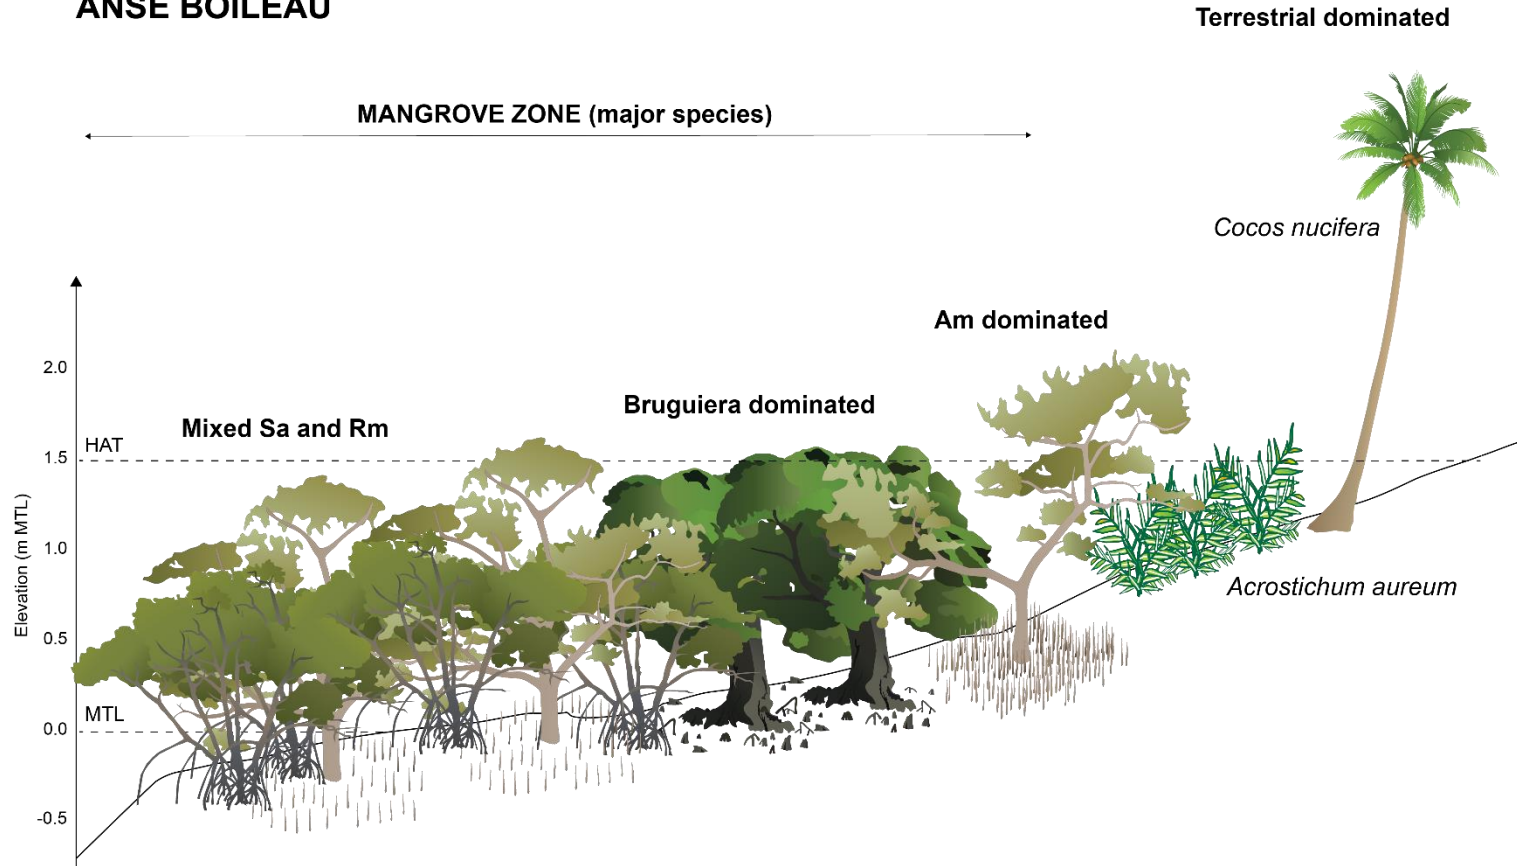 ANSE BOILEAU
Terrestrial dominated
MANGROVE ZONE (major species)
Cocos nucifera
Am dominated
Bruguiera dominated
Mixed Sa and Rm
HAT
MTL
Acrostichum aureum
Elevation (m MTL)
2.0
1.5
1.0
0.5
0.0
-0.5